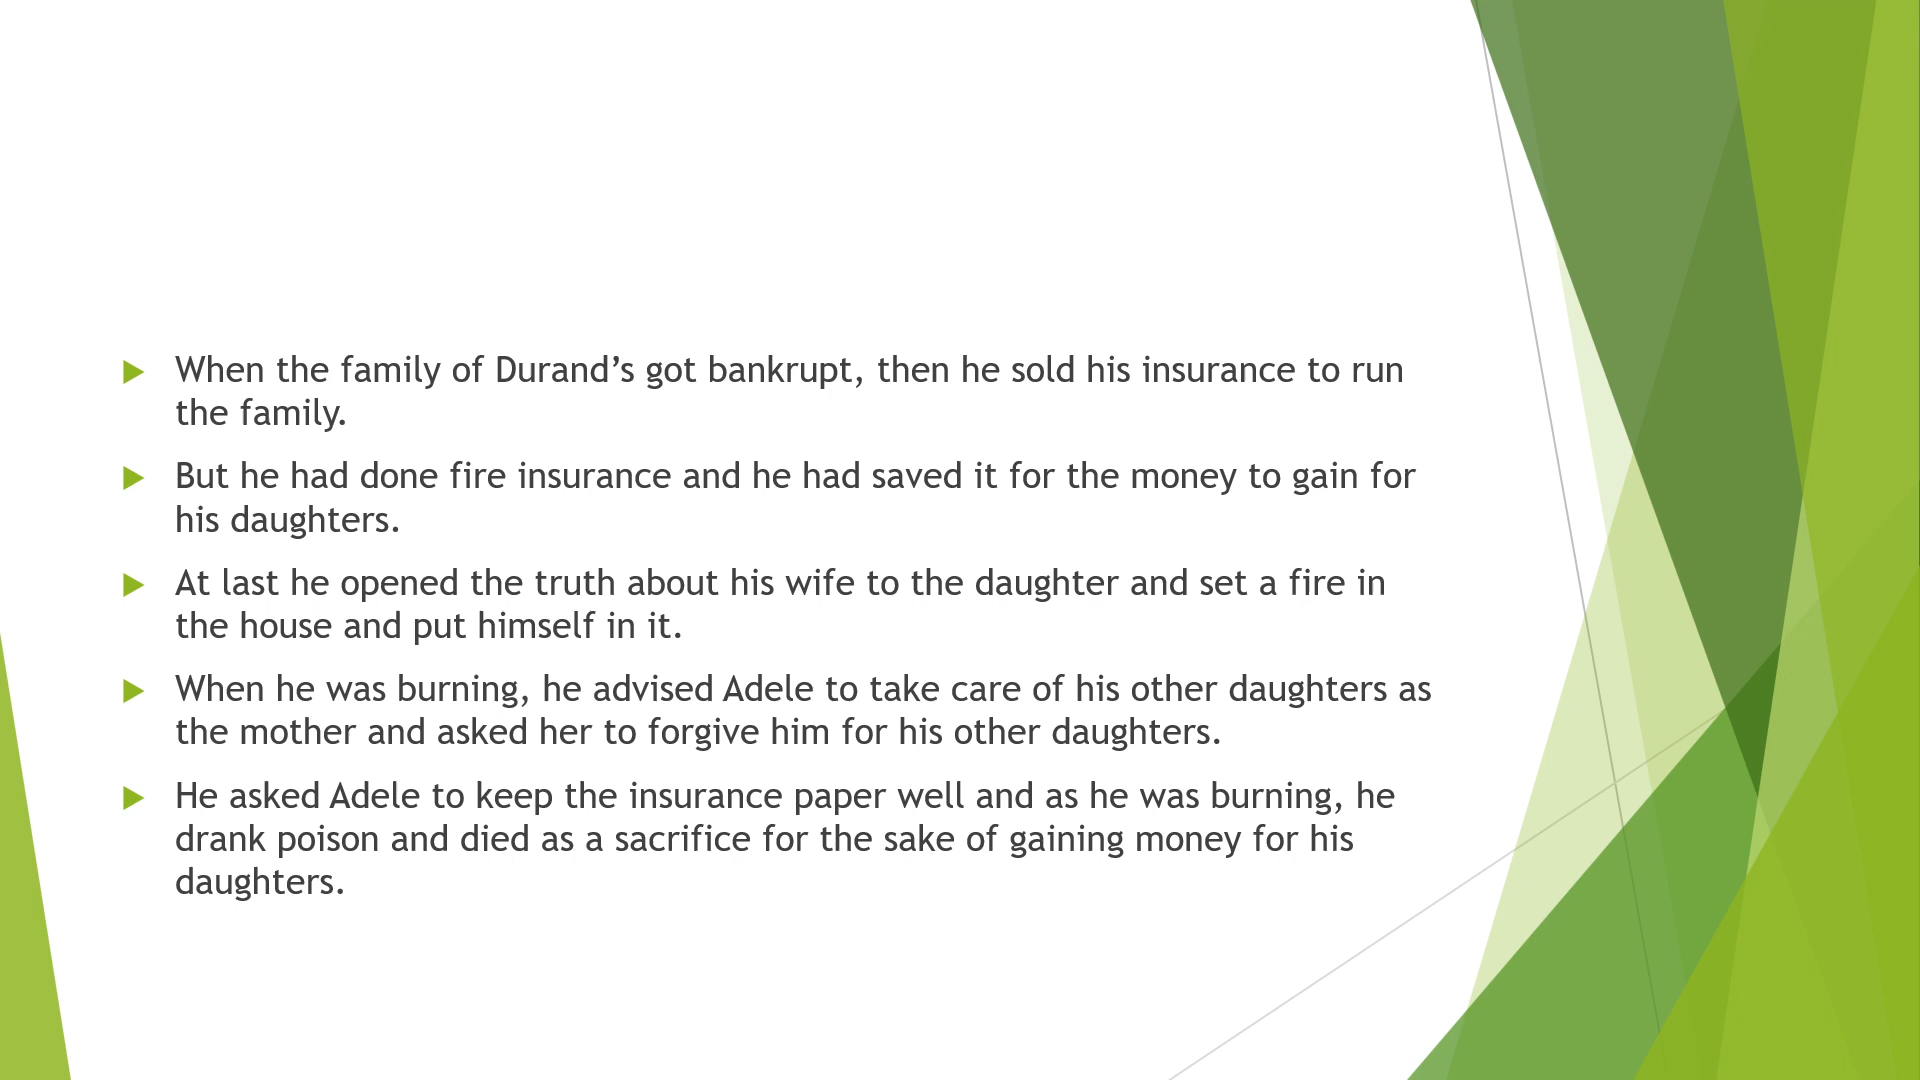 When the family of Durand’s got bankrupt, then he sold his insurance to run
the family.
But he had done fire insurance and he had saved it for the money to gain for
his daughters.
At last he opened the truth about his wife to the daughter and set a fire in
the house and put himself in it.
When he was burning, he advised Adele to take care of his other daughters as
the mother and asked her to forgive him for his other daughters.
He asked Adele to keep the insurance paper well and as he was burning, he
drank poison and died as a sacrifice for the sake of gaining money for his
daughters.